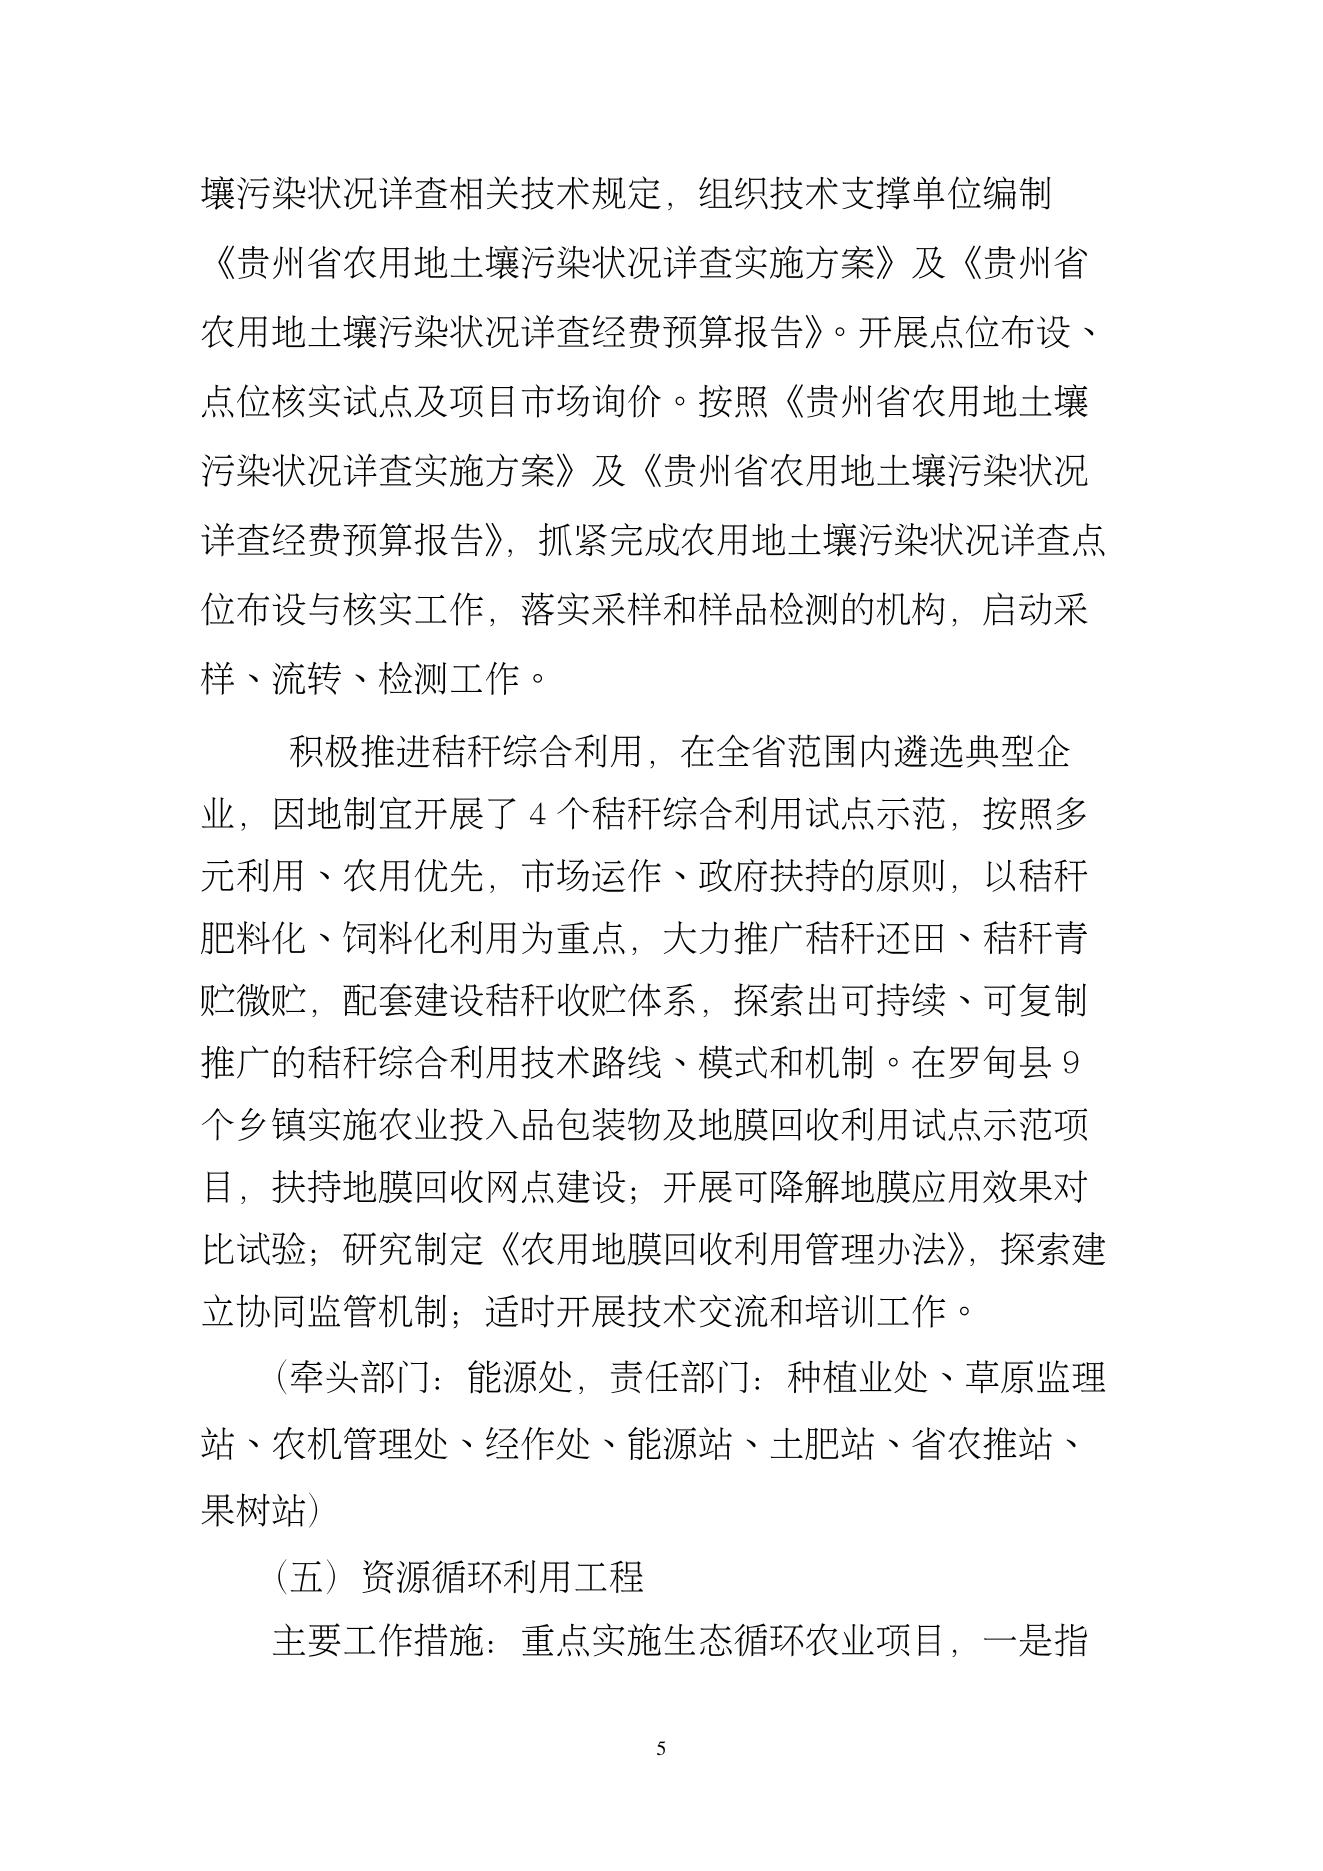 壤污染状况详查相关技术规定，组织技术支撑单位编制
《贵州省农用地土壤污染状况详查实施方案》及《贵州省
农用地土壤污染状况详查经费预算报告》。开展点位布设、
点位核实试点及项目市场询价。按照《贵州省农用地土壤
污染状况详查实施方案》及《贵州省农用地土壤污染状况
详查经费预算报告》，抓紧完成农用地土壤污染状况详查点
位布设与核实工作，落实采样和样品检测的机构，启动采
样、流转、检测工作。
积极推进秸秆综合利用，在全省范围内遴选典型企
业，因地制宜开展了 4 个秸秆综合利用试点示范，按照多
元利用、农用优先，市场运作、政府扶持的原则，以秸秆
肥料化、饲料化利用为重点，大力推广秸秆还田、秸秆青
贮微贮，配套建设秸秆收贮体系，探索出可持续、可复制
推广的秸秆综合利用技术路线、模式和机制。在罗甸县 9
个乡镇实施农业投入品包装物及地膜回收利用试点示范项
目，扶持地膜回收网点建设；开展可降解地膜应用效果对
比试验；研究制定《农用地膜回收利用管理办法》，探索建
立协同监管机制；适时开展技术交流和培训工作。
（牵头部门：能源处，责任部门：种植业处、草原监理
站、农机管理处、经作处、能源站、土肥站、省农推站、
果树站）
（五）资源循环利用工程
主要工作措施：重点实施生态循环农业项目，一是指
5